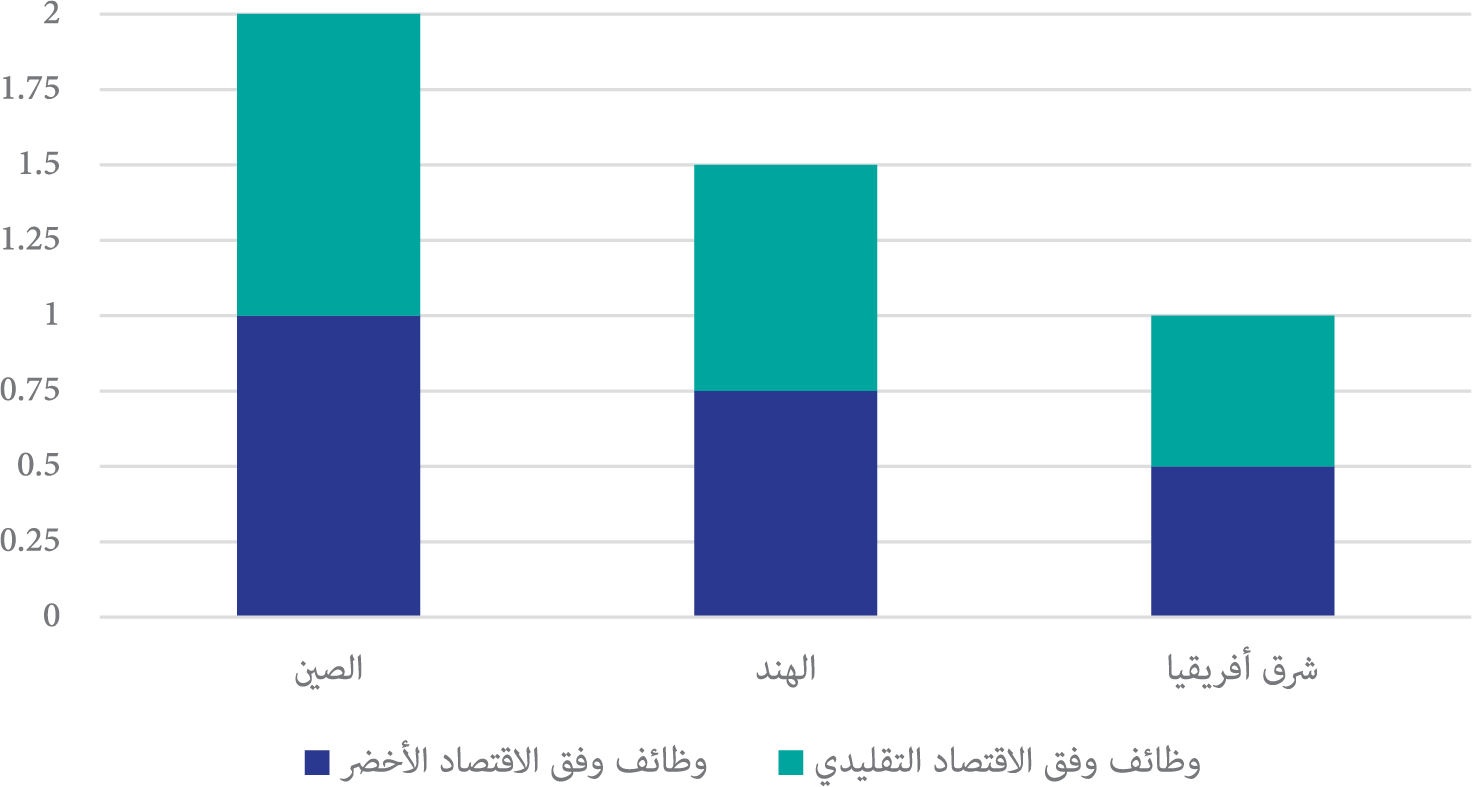 2
1.75
1.5
1.25
1
0.75
0.5
0.25
0
الصين
الهند
شرق أفريقيا
وظائف وفق الاقتصاد الأخضر
وظائف وفق الاقتصاد التقليدي